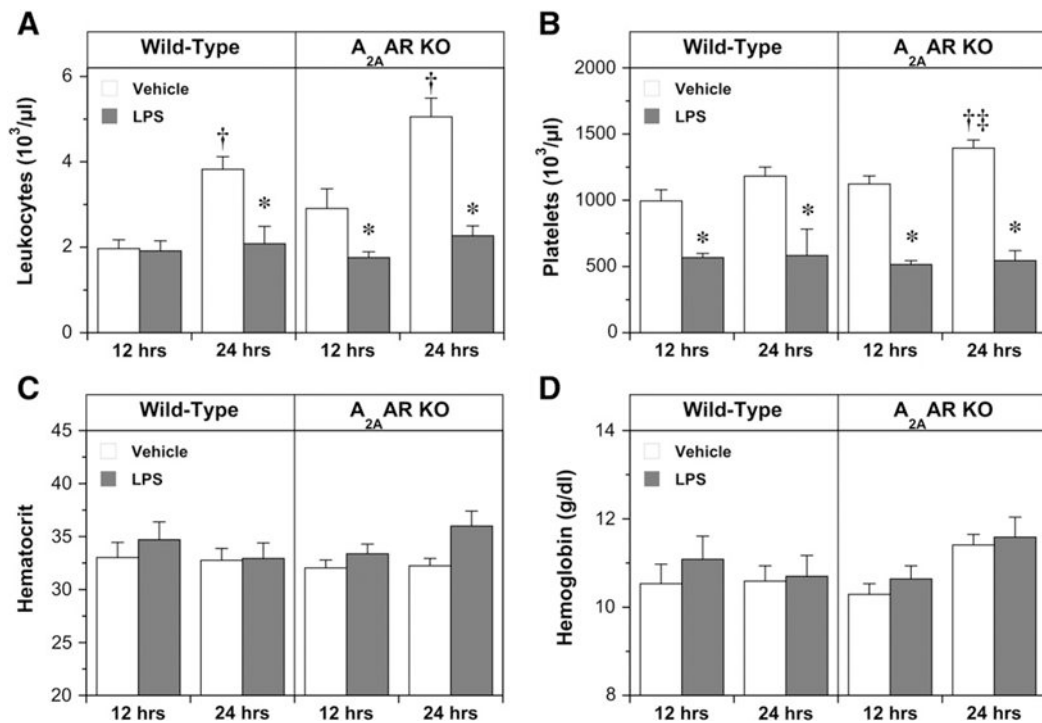 A
Wild-Type A2AAR KO
Leukocytes (10³/µl)
6
4
2
0
Vehicle
LPS
†
*
*
†
*
12 hrs 24 hrs 12 hrs 24 hrs
B
Wild-Type A2AAR KO
Platelets (10³/µl)
2000
1500
1000
500
0
*
*
*
†‡
*
12 hrs 24 hrs 12 hrs 24 hrs
Vehicle
LPS
C
Wild-Type A2AAR KO
Hematocrit
45
40
35
30
25
20
Vehicle
LPS
12 hrs 24 hrs 12 hrs 24 hrs
D
Wild-Type A2AAR KO
Hemoglobin (g/dl)
14
12
10
8
Vehicle
LPS
12 hrs 24 hrs 12 hrs 24 hrs